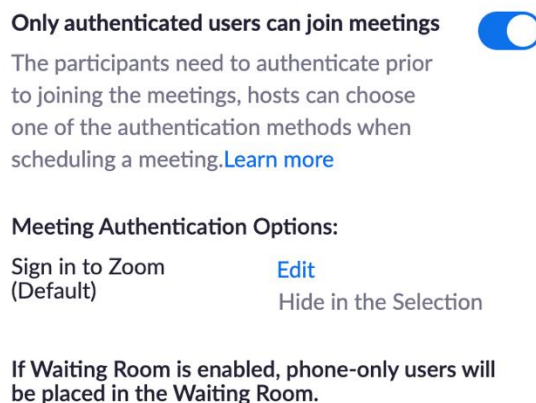 Only authenticated users can join meetings
The participants need to authenticate prior
to joining the meetings, hosts can choose
one of the authentication methods when
scheduling a meeting.Learn more
Meeting Authentication Options:
Sign in to Zoom
(Default)
Edit
Hide in the Selection
If Waiting Room is enabled, phone-only users will
be placed in the Waiting Room.